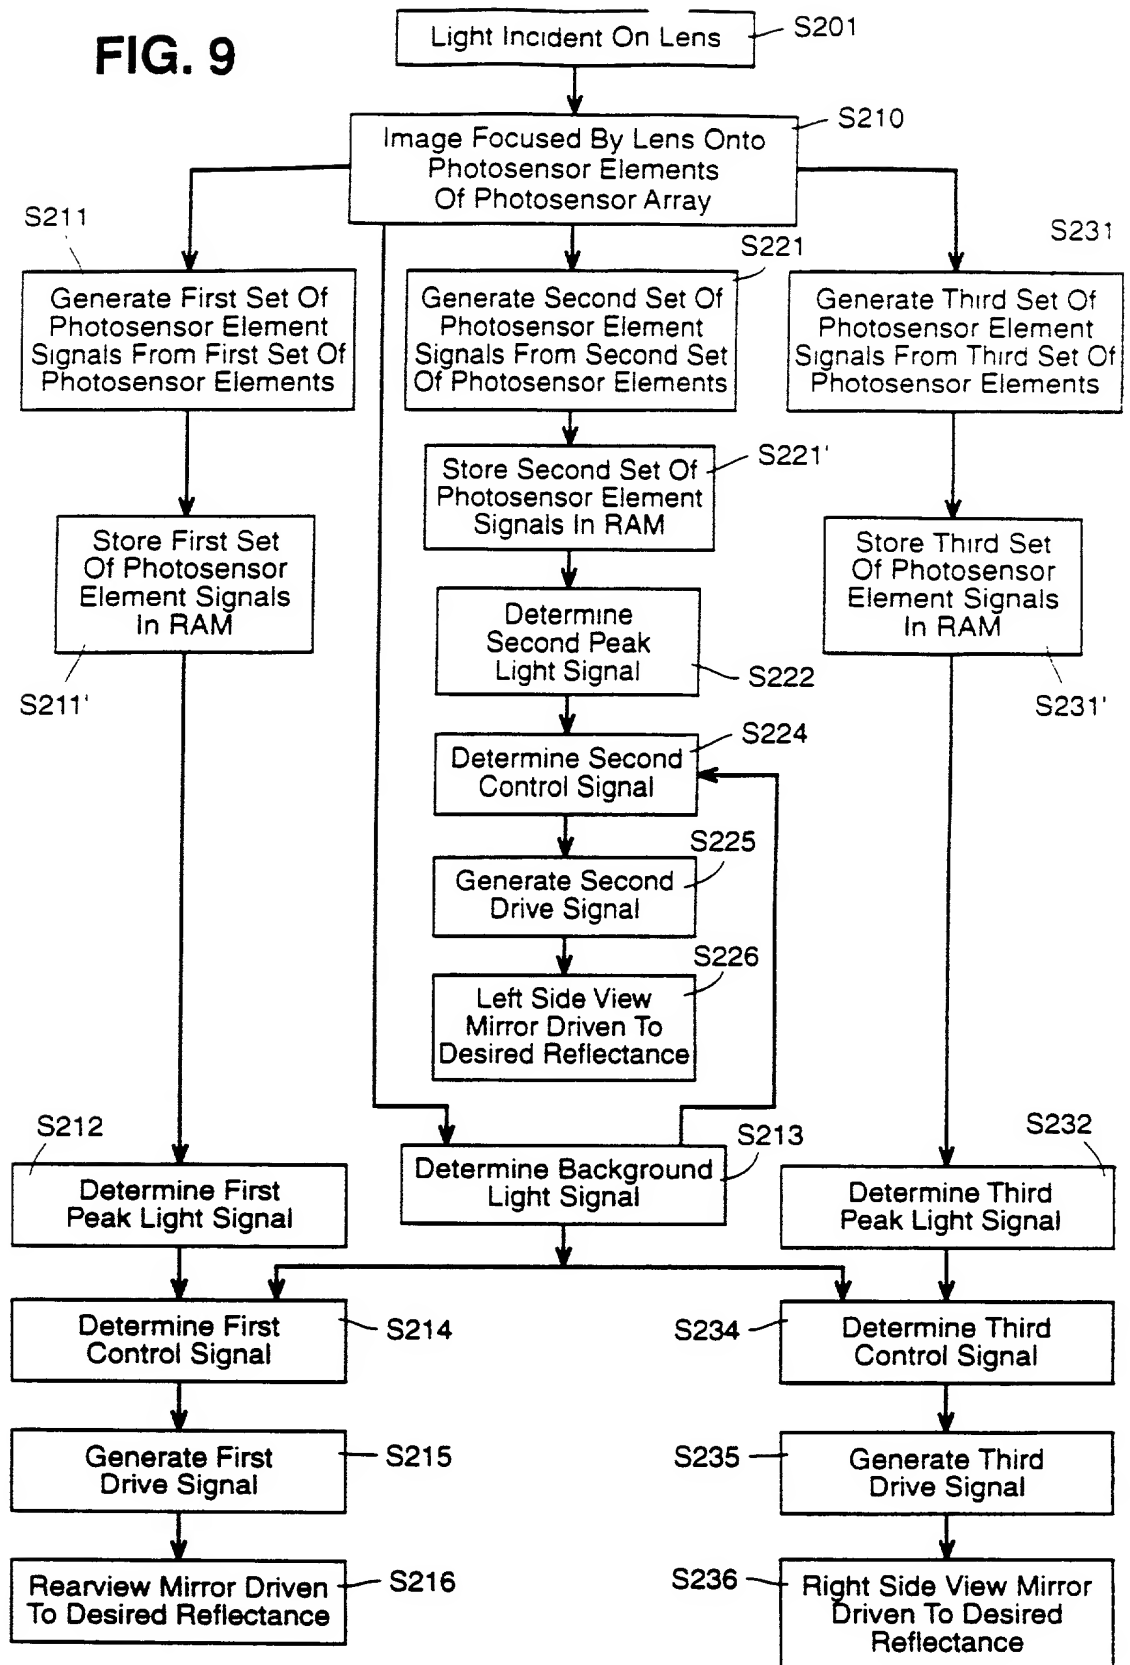 FIG. 9
Light Incident On Lens
S201
Image Focused By Lens Onto
Photosensor Elements
Of Photosensor Array
S210
S211
Generate First Set Of
Photosensor Element
Signals From First Set Of
Photosensor Elements
S221
Generate Second Set Of
Photosensor Element
Signals From Second Set
Of Photosensor Elements
S231
Generate Third Set Of
Photosensor Element
Signals From Third Set Of
Photosensor Elements
Store First Set
Of Photosensor
Element Signals
In RAM
S211'
Store Second Set Of
Photosensor Element
Signals In RAM
S221'
Store Third Set
Of Photosensor
Element Signals
In RAM
S231'
Determine
Second Peak
Light Signal
S222
Determine Second
Control Signal
S224
Generate Second
Drive Signal
S225
Left Side View
Mirror Driven To
Desired Reflectance
S226
S212
Determine First
Peak Light Signal
Determine Background
Light Signal
S213
S232
Determine Third
Peak Light Signal
Determine First
Control Signal
S214
S234
Determine Third
Control Signal
Generate First
Drive Signal
S215
S235
Generate Third
Drive Signal
Rearview Mirror Driven
To Desired Reflectance
S216
S236
Right Side View Mirror
Driven To Desired
Reflectance